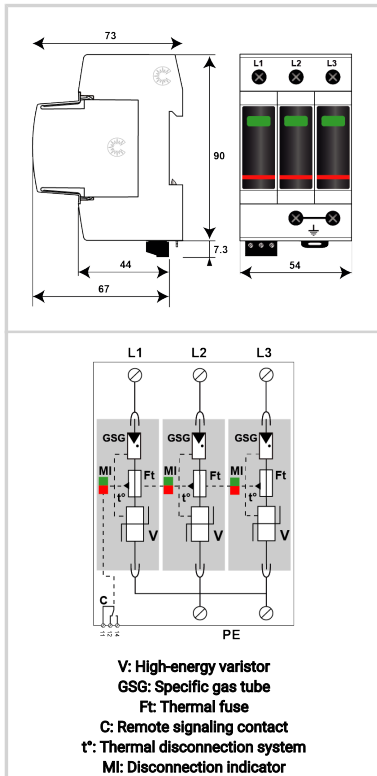 73
L1 L2 L3
90
7.3
44
54
67
L1 L2 L3
GSG GSG GSG
MI Ft MI Ft MI Ft
t° t° t°
V V V
C
11 12 14
PE
V: High-energy varistor
GSG: Specific gas tube
Ft: Thermal fuse
C: Remote signaling contact
t°: Thermal disconnection system
MI: Disconnection indicator